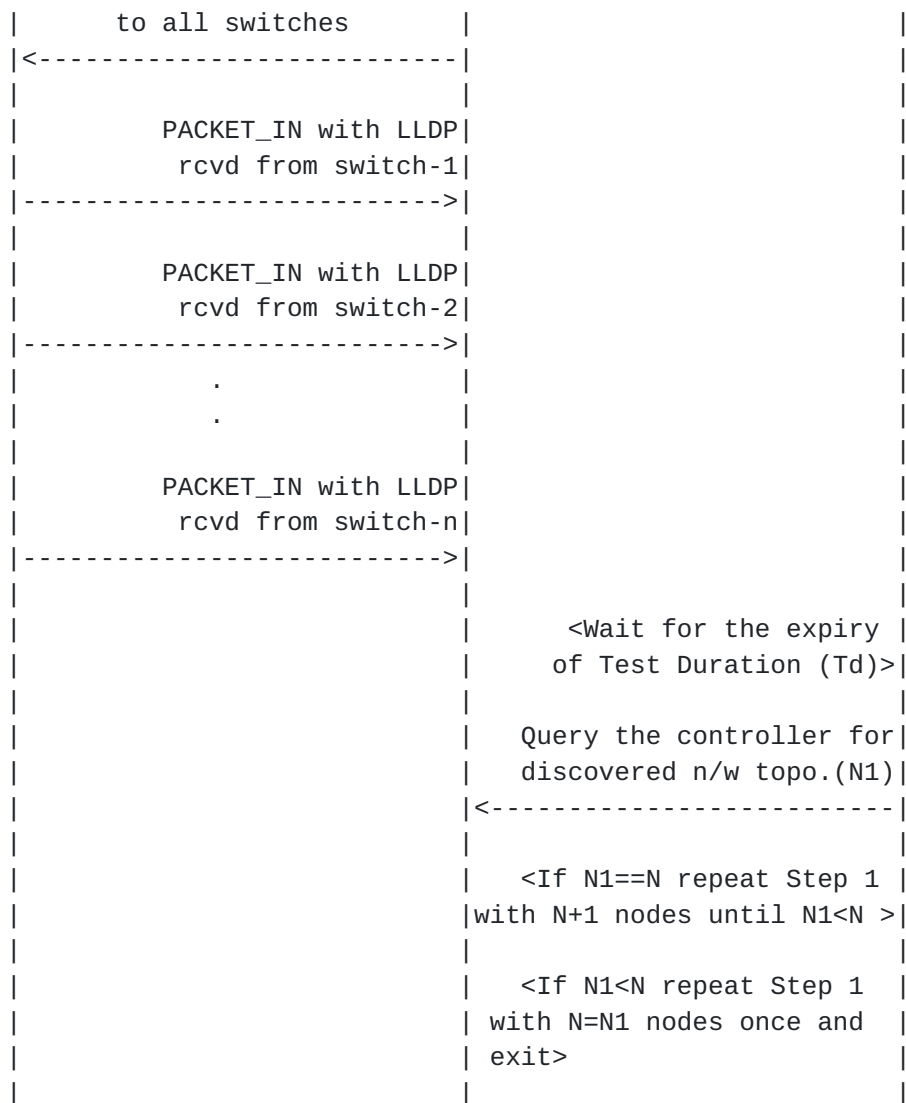 to all switches
<---------------------------
PACKET_IN with LLDP
rcvd from switch-1
--------------------------->
PACKET_IN with LLDP
rcvd from switch-2
--------------------------->
.
.
PACKET_IN with LLDP
rcvd from switch-n
--------------------------->
<Wait for the expiry
of Test Duration (Td)>
Query the controller for
discovered n/w topo.(N1)
<--------------------------
<If N1==N repeat Step 1
with N+1 nodes until N1<N >
<If N1<N repeat Step 1
with N=N1 nodes once and
exit>